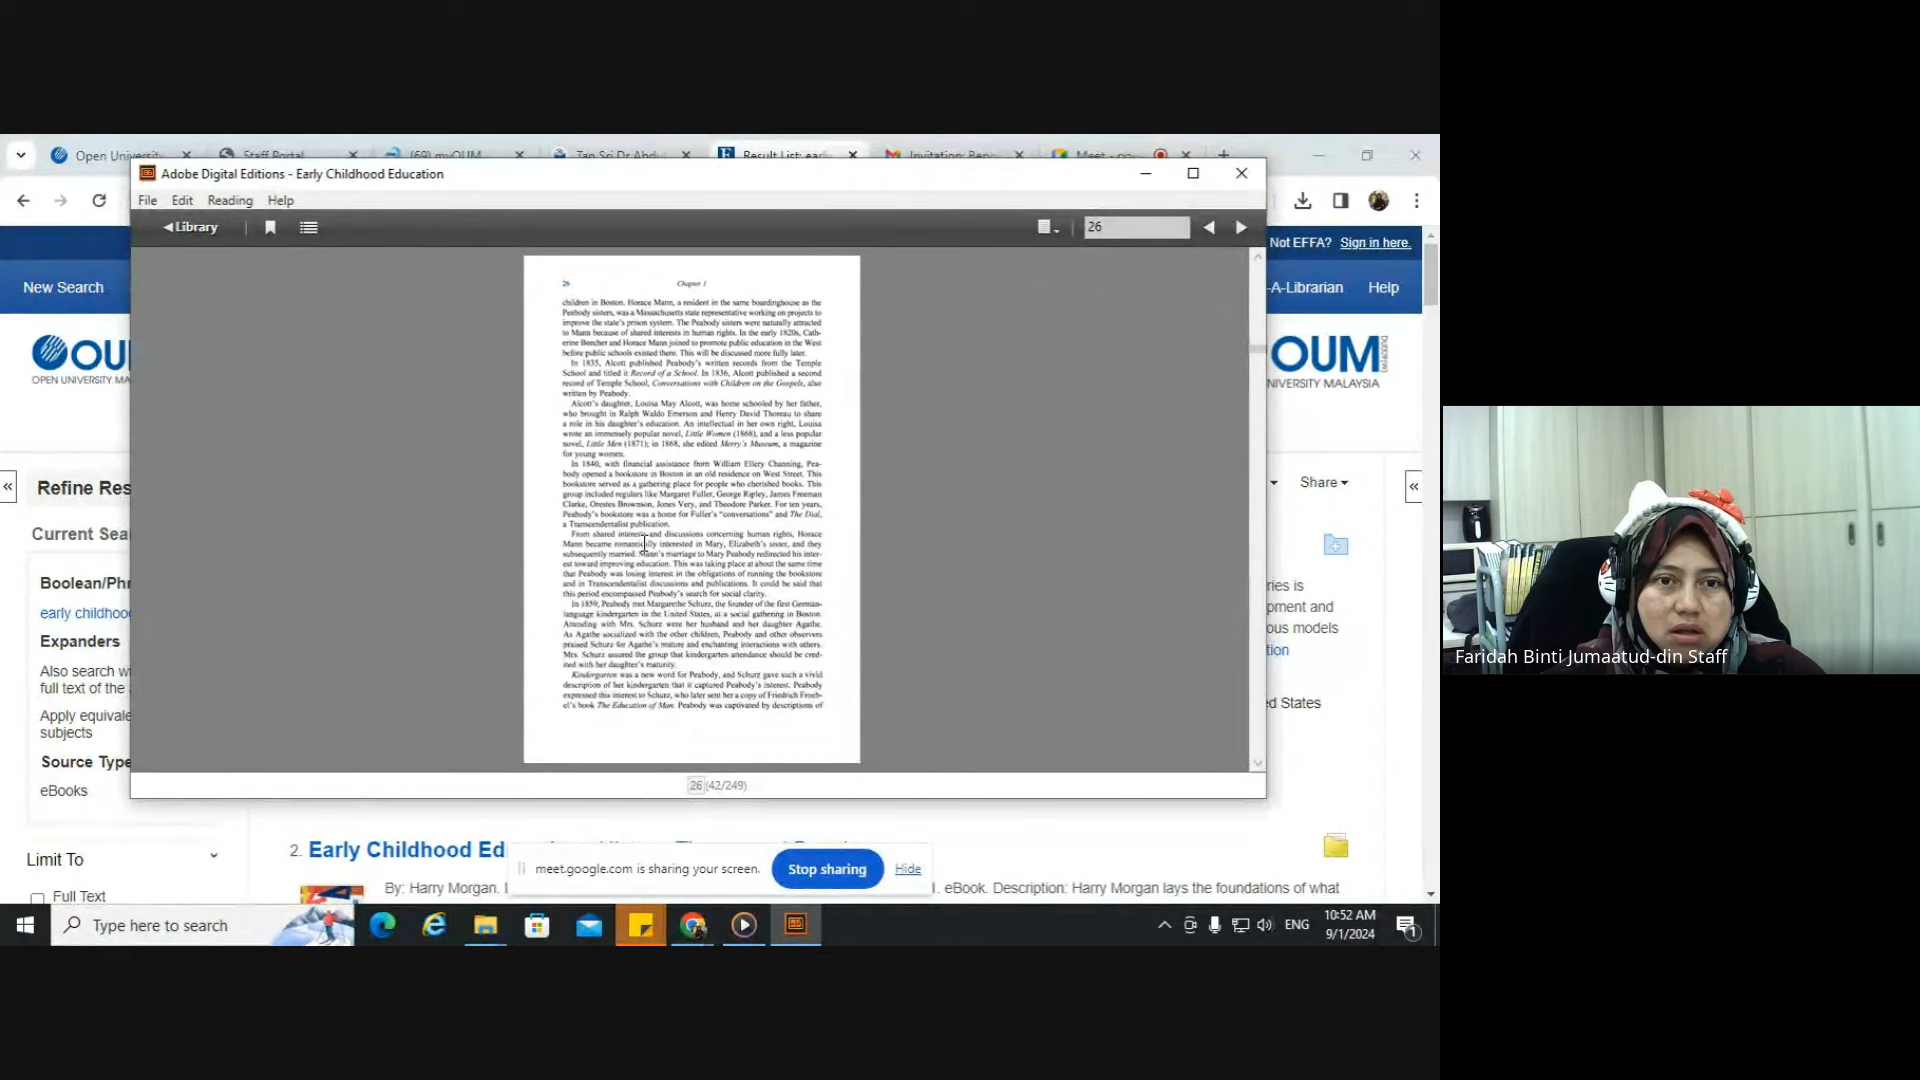 Open University
Staff Portal
(69) myOUM
Tan Sri Dr Abdu
Result List: early
Invitation: Peng
Meet - po
Adobe Digital Editions - Early Childhood Education
File Edit Reading Help
Library
26
Not EFFA? Sign in here.
New Search
-A-Librarian Help
OUM
OPEN UNIVERSITY MA
OUM
NIVERSITY MALAYSIA
26 Chapter 1
children in Boston. Horace Mann, a resident in the same boardinghouse as the
Peabody sisters, was a Massachusetts state representative working on projects to
improve the state's prison system. The Peabody sisters were naturally attracted
to Mann because of shared interests in human rights. In the early 1820s, Cath-
erine Beecher and Horace Mann joined to promote public education in the West
before public schools existed there. This will be discussed more fully later.
In 1835, Alcott published Peabody's written records from the Temple
School and titled it Record of a School. In 1836, Alcott published a second
record of Temple School, Conversations with Children on the Gospels, also
written by Peabody.
Alcott's daughter, Louisa May Alcott, was home schooled by her father,
who brought in Ralph Waldo Emerson and Henry David Thoreau to share
a role in his daughter's education. An intellectual in her own right, Louisa
wrote an immensely popular novel, Little Women (1868), and a less popular
novel, Little Men (1871); in 1868, she edited Merry's Museum, a magazine
for young women.
In 1840, with financial assistance from William Ellery Channing, Pea-
body opened a bookstore in Boston in an old residence on West Street. This
bookstore served as a gathering place for people who cherished books. This
group included regulars like Margaret Fuller, George Ripley, James Freeman
Clarke, Orestes Brownson, Jones Very, and Theodore Parker. For ten years,
Peabody's bookstore was a home for Fuller's "conversations" and The Dial,
a Transcendentalist publication.
From shared interests and discussions concerning human rights, Horace
Mann became romantically interested in Mary, Elizabeth's sister, and they
subsequently married. Mann's marriage to Mary Peabody redirected his inter-
est toward improving education. This was taking place at about the same time
that Peabody was losing interest in the obligations of running the bookstore
and in Transcendentalist discussions and publications. It could be said that
this period encompassed Peabody's search for social clarity.
In 1859, Peabody met Margarethe Schurz, the founder of the first German-
language kindergarten in the United States, at a social gathering in Boston.
Attending with Mrs. Schurz were her husband and her daughter Agathe.
As Agathe socialized with the other children, Peabody and other observers
praised Schurz for Agathe's mature and enchanting interactions with others.
Mrs. Schurz assured the group that kindergarten attendance should be cred-
ited with her daughter's maturity.
Kindergarten was a new word for Peabody, and Schurz gave such a vivid
description of her kindergarten that it captured Peabody's interest. Peabody
expressed this interest to Schurz, who later sent her a copy of Friedrich Froeb-
el's book The Education of Man. Peabody was captivated by descriptions of
26 (42/249)
Refine Res
Share
Current Sea
Boolean/Phr
early childhood
Expanders
Also search wi
full text of the
Apply equivale
subjects
Source Type
eBooks
Limit To
Full Text
ries is
pment and
ous models
tion
d States
2. Early Childhood Ed
By: Harry Morgan.
eBook. Description: Harry Morgan lays the foundations of what
meet.google.com is sharing your screen.
Stop sharing
Hide
Type here to search
ENG
10:52 AM
9/1/2024
1
Faridah Binti Jumaatud-din Staff